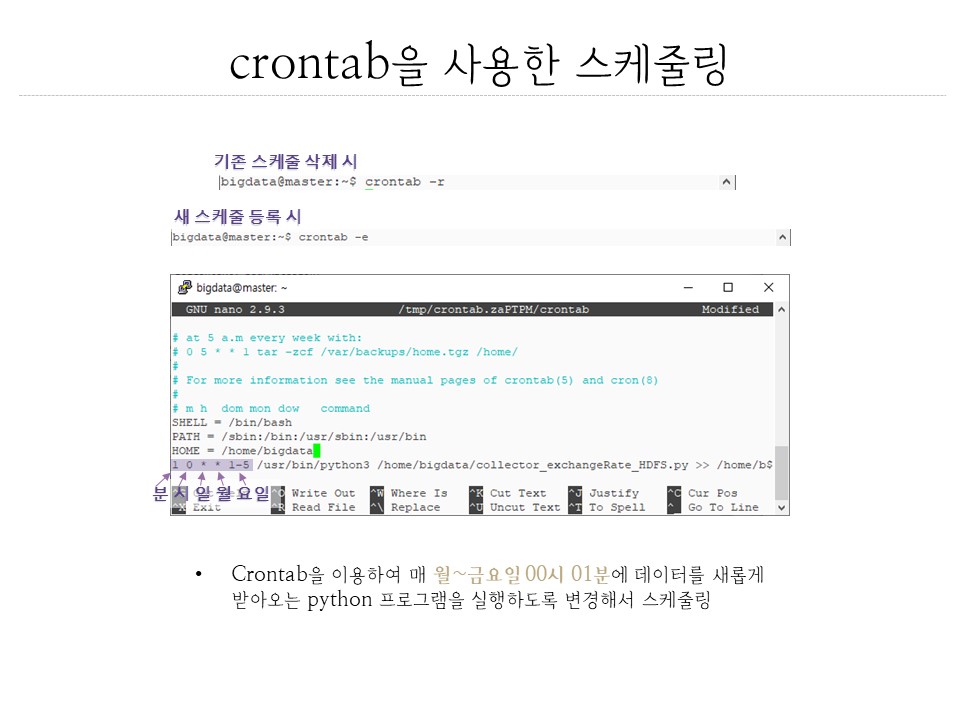 crontab을 사용한 스케줄링
기존 스케줄 삭제 시
bigdata@master:~$ crontab -r
새 스케줄 등록 시
bigdata@master:~$ crontab -e
bigdata@master: ~
GNU nano 2.9.3 /tmp/crontab.zaPTPM/crontab Modified
# at 5 a.m every week with:
# 0 5 * * 1 tar -zcf /var/backups/home.tgz /home/
#
# For more information see the manual pages of crontab(5) and cron(8)
#
# m h dom mon dow command
SHELL = /bin/bash
PATH = /sbin:/bin:/usr/sbin:/usr/bin
HOME = /home/bigdata
1 0 * * 1-5 /usr/bin/python3 /home/bigdata/collector_exchangeRate_HDFS.py >> /home/b$
분 시 일 월 요일
^O Write Out ^W Where Is ^K Cut Text ^J Justify ^C Cur Pos
^X Exit ^R Read File ^\ Replace ^U Uncut Text ^T To Spell ^_ Go To Line
• Crontab을 이용하여 매 월~금요일 00시 01분에 데이터를 새롭게
받아오는 python 프로그램을 실행하도록 변경해서 스케줄링